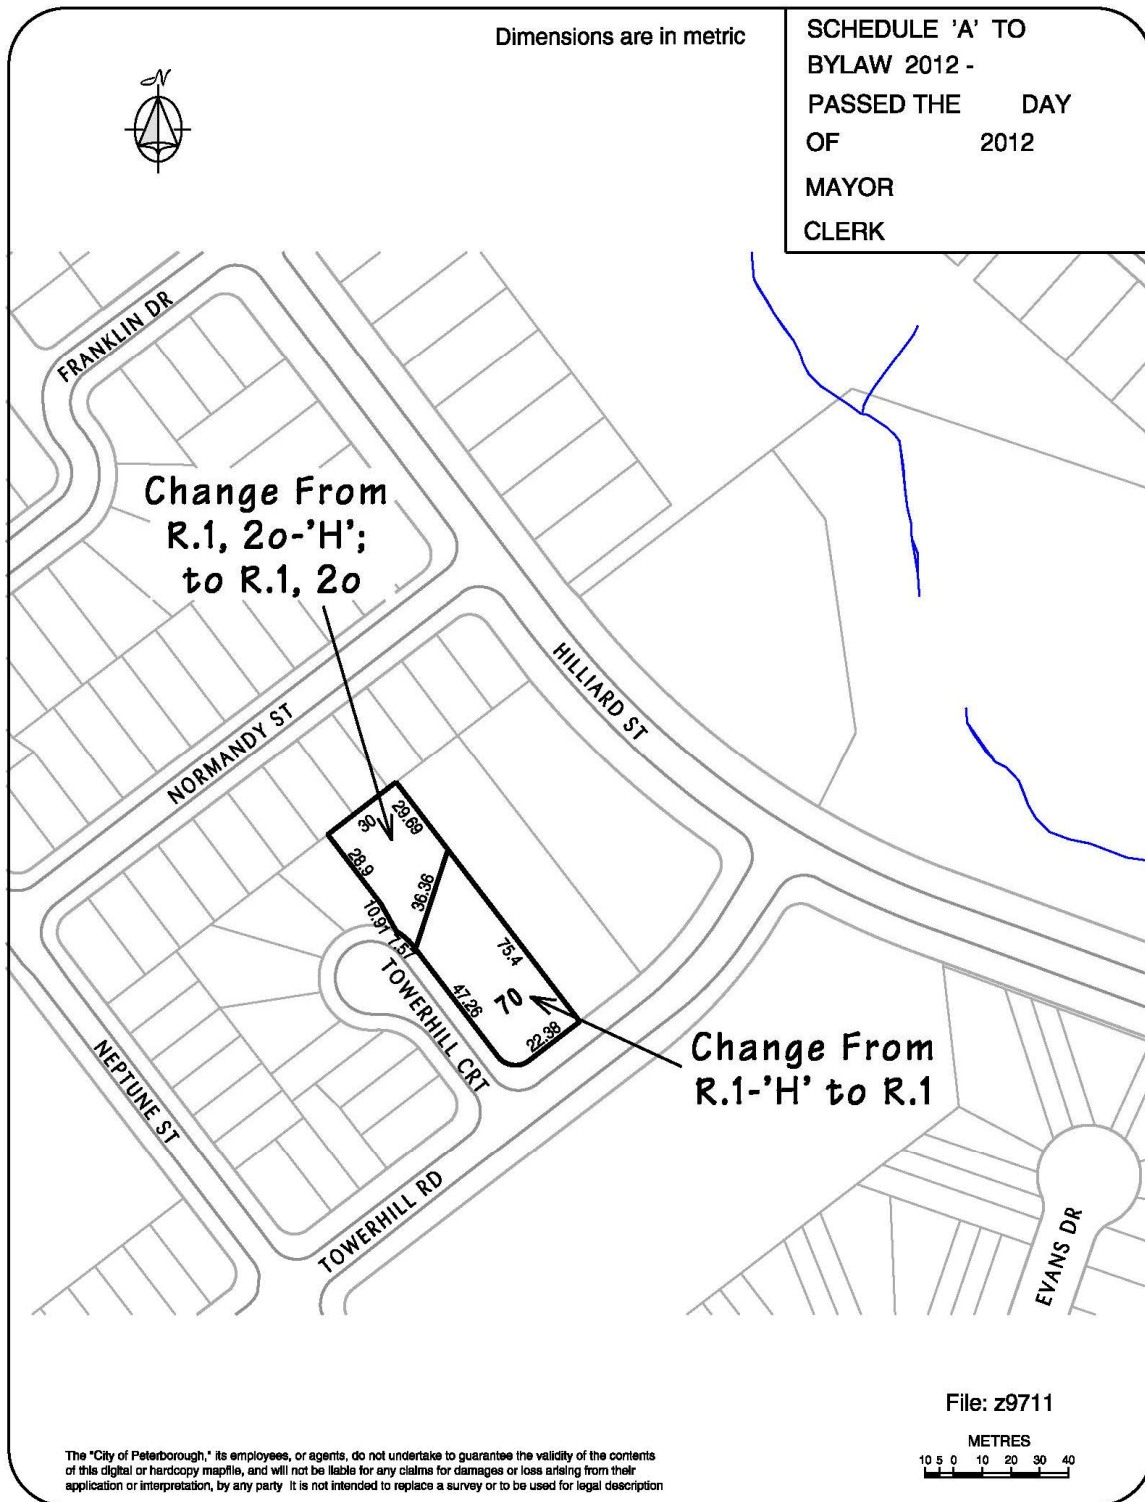 Dimensions are in metric
SCHEDULE 'A' TO
BYLAW 2012 -
PASSED THE DAY
OF 2012
MAYOR
CLERK
N
FRANKLIN DR
Change From
R.1, 2o-'H';
to R.1, 2o
HILLIARD ST
NORMANDY ST
30
29.69
28.9
36.36
10.91
7.57
75.4
TOWERHILL CRT
47.26
70
22.38
Change From
R.1-'H' to R.1
NEPTUNE ST
TOWERHILL RD
EVANS DR
File: z9711
METRES
10 5 0 10 20 30 40
The "City of Peterborough," its employees, or agents, do not undertake to guarantee the validity of the contents
of this digital or hardcopy mapfile, and will not be liable for any claims for damages or loss arising from their
application or interpretation, by any party It is not intended to replace a survey or to be used for legal description